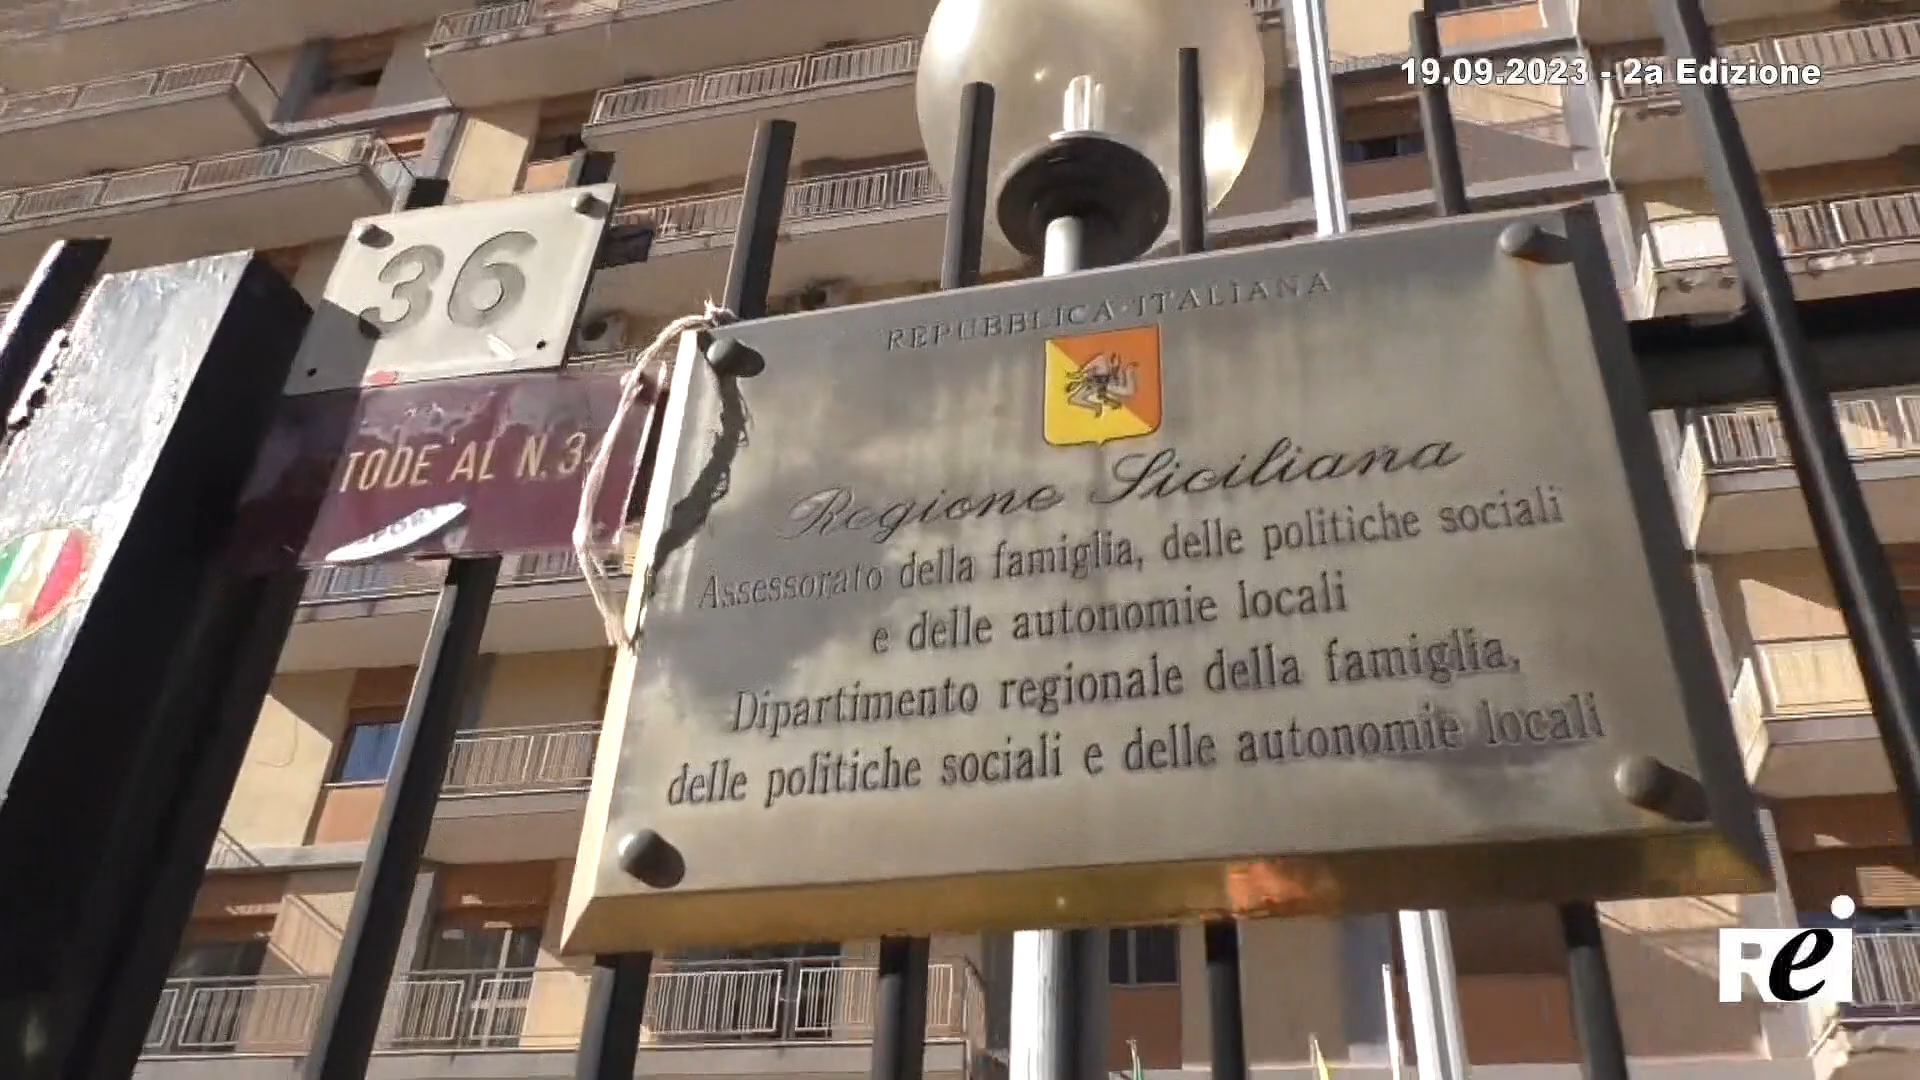 19.09.2023 - 2a Edizione
36
TODE AL N.34
REPUBBLICA ITALIANA
Regione Siciliana
Assessorato della famiglia, delle politiche sociali
e delle autonomie locali
Dipartimento regionale della famiglia,
delle politiche sociali e delle autonomie locali
Rei